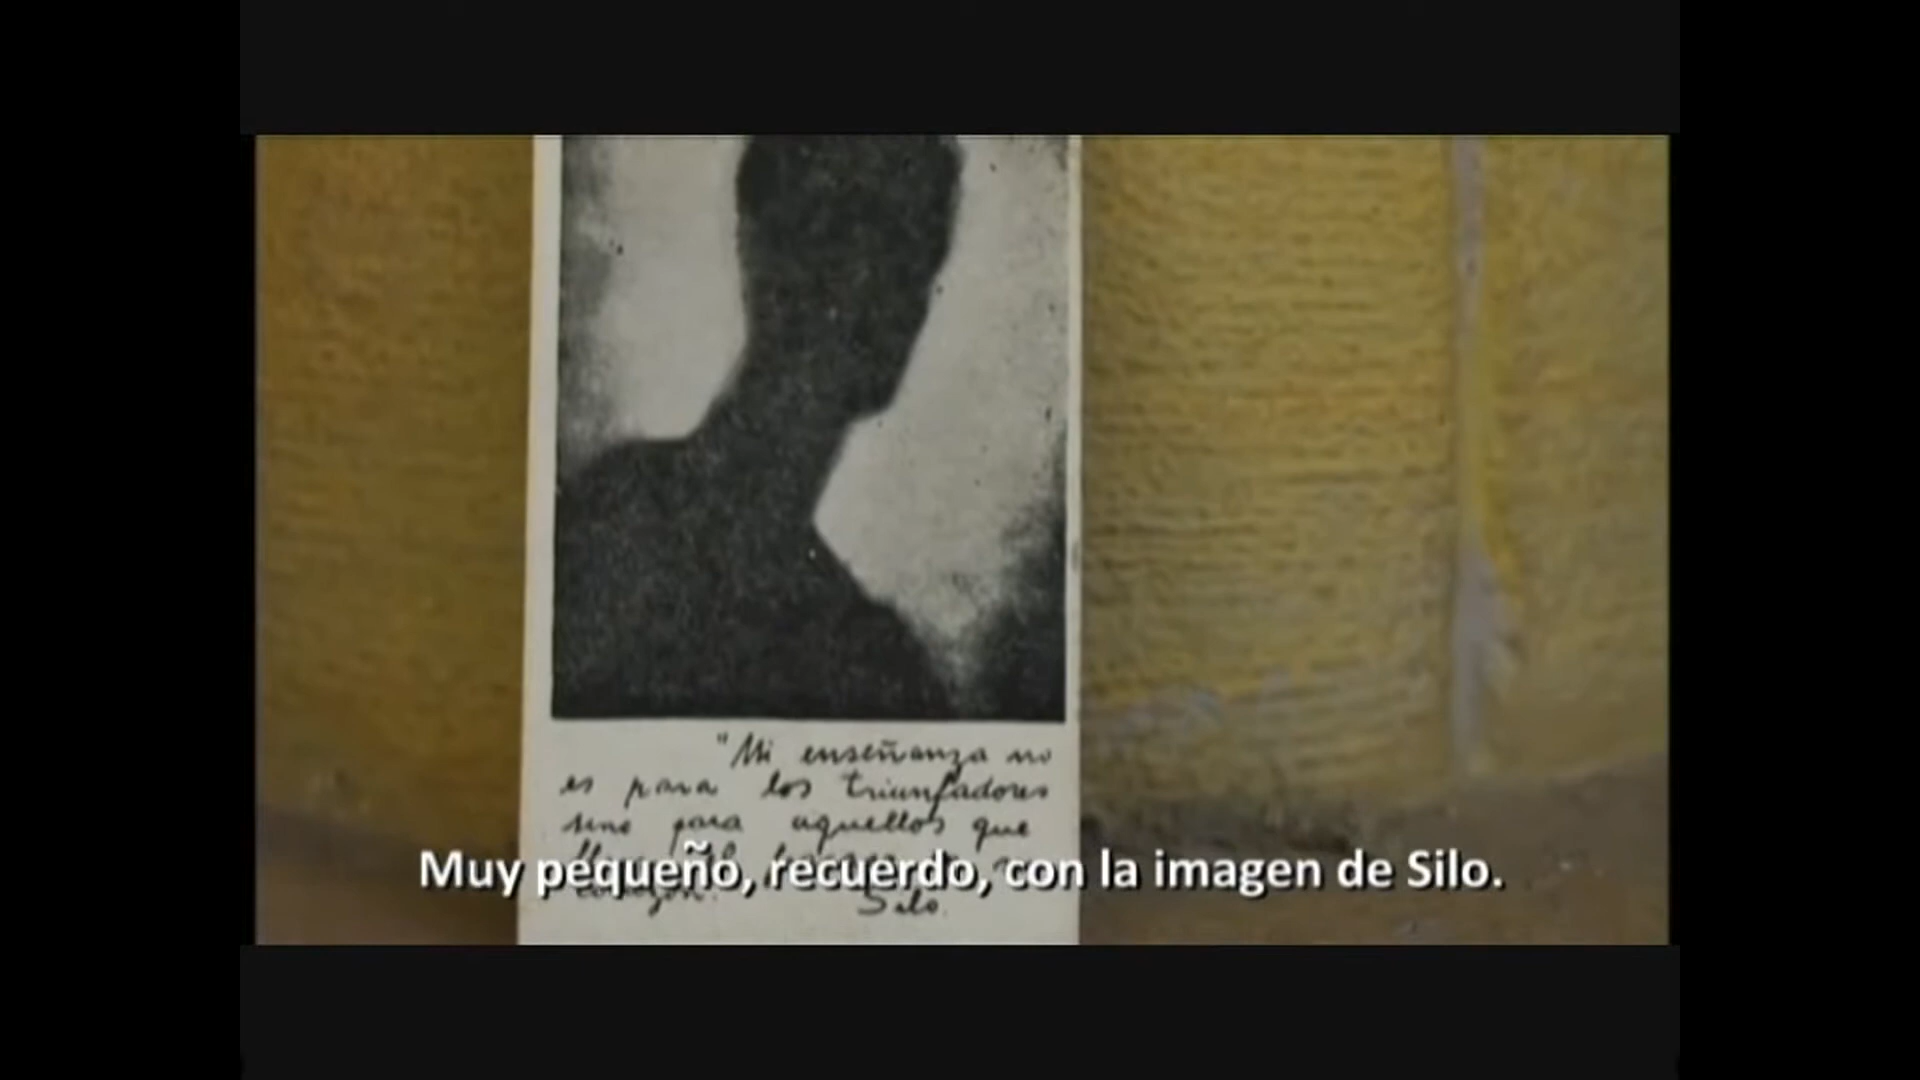 "Mi enseñanza no
es para los triunfadores
sino para aquellos que
Silo.
Muy pequeño, recuerdo, con la imagen de Silo.